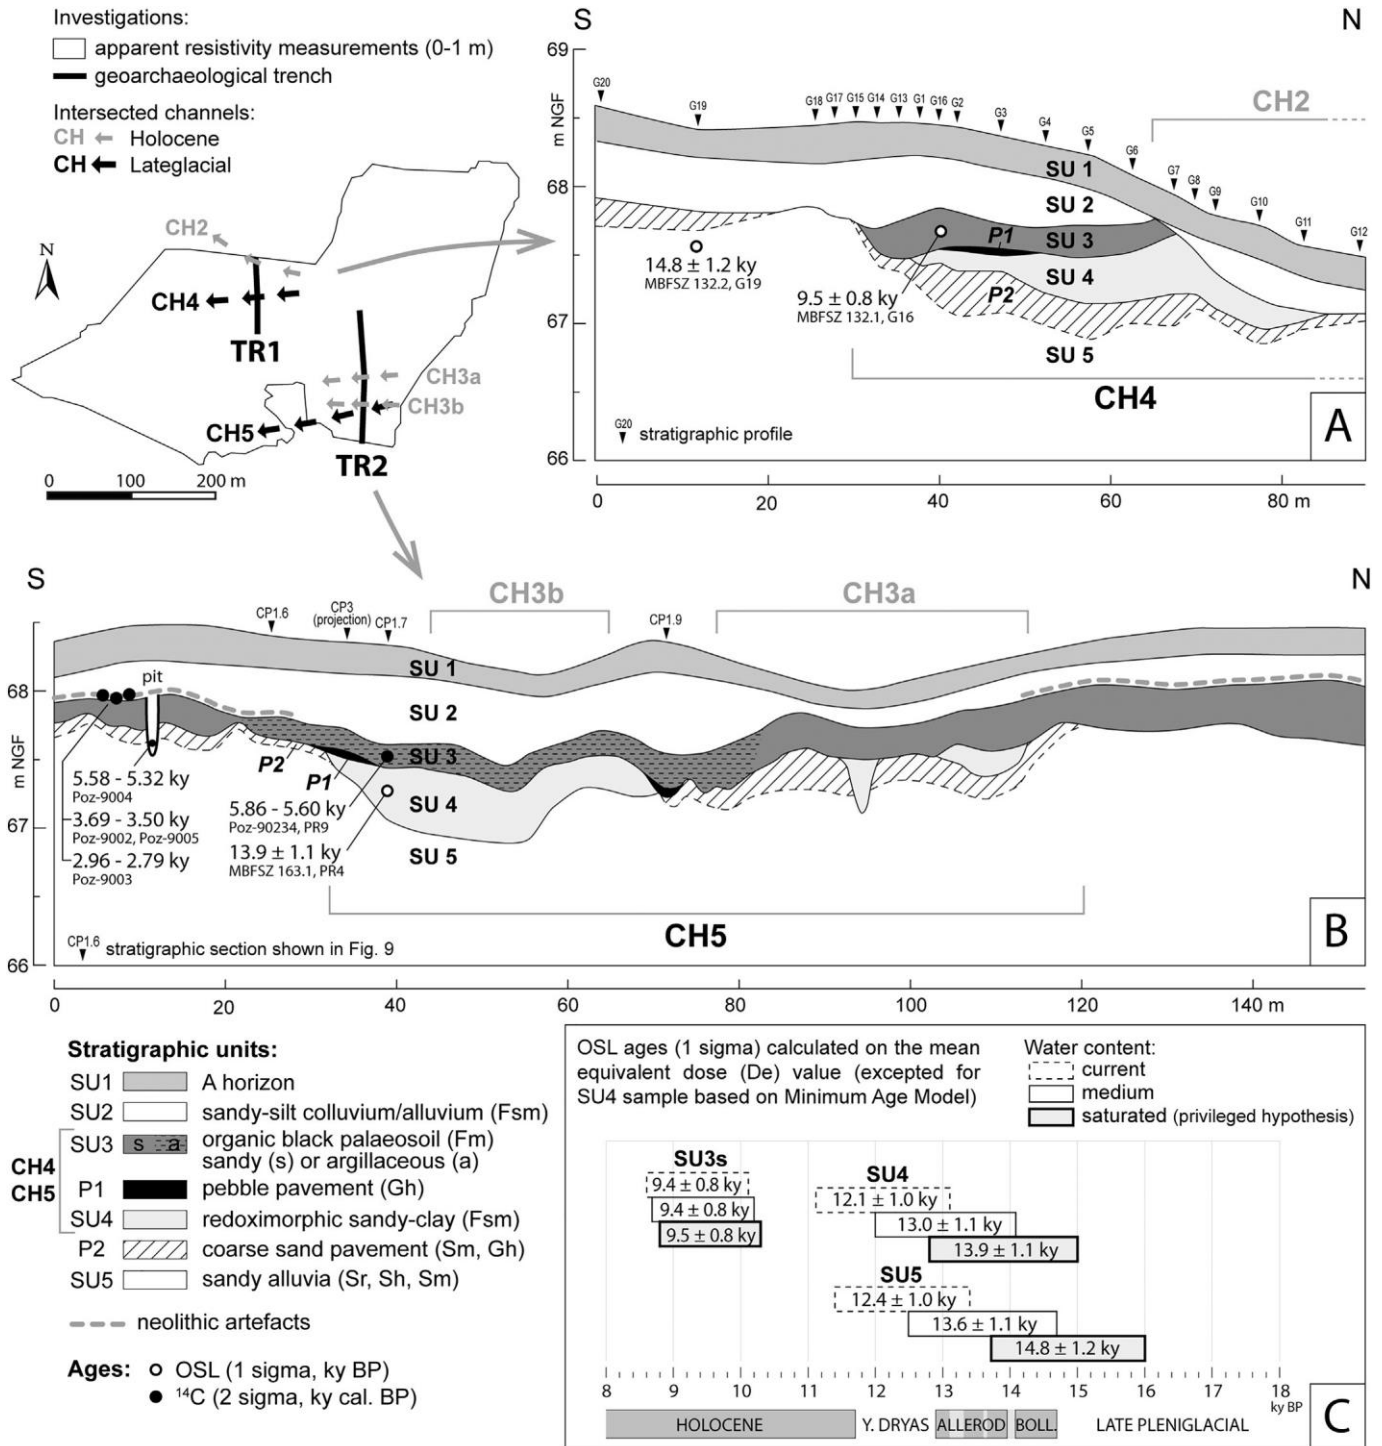 Investigations:
apparent resistivity measurements (0-1 m)
geoarchaeological trench
Intersected channels:
CH Holocene
CH Lateglacial
N
CH2
CH4
TR1
CH3a
CH3b
CH5
TR2
0 100 200 m
S N
69
m NGF
68
67
66
G20 G19 G18 G17 G15 G14 G13 G1 G16 G2 G3 G4 G5 G6 G7 G8 G9 G10 G11 G12
CH2
SU 1
SU 2
P1 SU 3
SU 4
P2
SU 5
14.8 ± 1.2 ky
MBFSZ 132.2, G19
9.5 ± 0.8 ky
MBFSZ 132.1, G16
CH4
G20 stratigraphic profile
A
0 20 40 60 80 m
S N
CH3b CH3a
CP1.6 CP3 (projection) CP1.7 CP1.9
m NGF
68
67
66
pit
SU 1
SU 2
SU 3
P2
P1
SU 4
SU 5
5.58 - 5.32 ky
Poz-9004
3.69 - 3.50 ky
Poz-9002, Poz-9005
2.96 - 2.79 ky
Poz-9003
5.86 - 5.60 ky
Poz-90234, PR9
13.9 ± 1.1 ky
MBFSZ 163.1, PR4
CH5
CP1.6 stratigraphic section shown in Fig. 9
B
0 20 40 60 80 100 120 140 m
Stratigraphic units:
SU1 A horizon
SU2 sandy-silt colluvium/alluvium (Fsm)
CH4
CH5
SU3 s a organic black palaeosoil (Fm)
sandy (s) or argillaceous (a)
P1 pebble pavement (Gh)
SU4 redoximorphic sandy-clay (Fsm)
P2 coarse sand pavement (Sm, Gh)
SU5 sandy alluvia (Sr, Sh, Sm)
neolithic artefacts
Ages: OSL (1 sigma, ky BP)
14C (2 sigma, ky cal. BP)
OSL ages (1 sigma) calculated on the mean
equivalent dose (De) value (excepted for
SU4 sample based on Minimum Age Model)
Water content:
current
medium
saturated (privileged hypothesis)
SU3s
9.4 ± 0.8 ky
9.4 ± 0.8 ky
9.5 ± 0.8 ky
SU4
12.1 ± 1.0 ky
13.0 ± 1.1 ky
13.9 ± 1.1 ky
SU5
12.4 ± 1.0 ky
13.6 ± 1.1 ky
14.8 ± 1.2 ky
8 9 10 11 12 13 14 15 16 17 18
ky BP
HOLOCENE Y. DRYAS ALLEROD BOLL. LATE PLENIGLACIAL
C